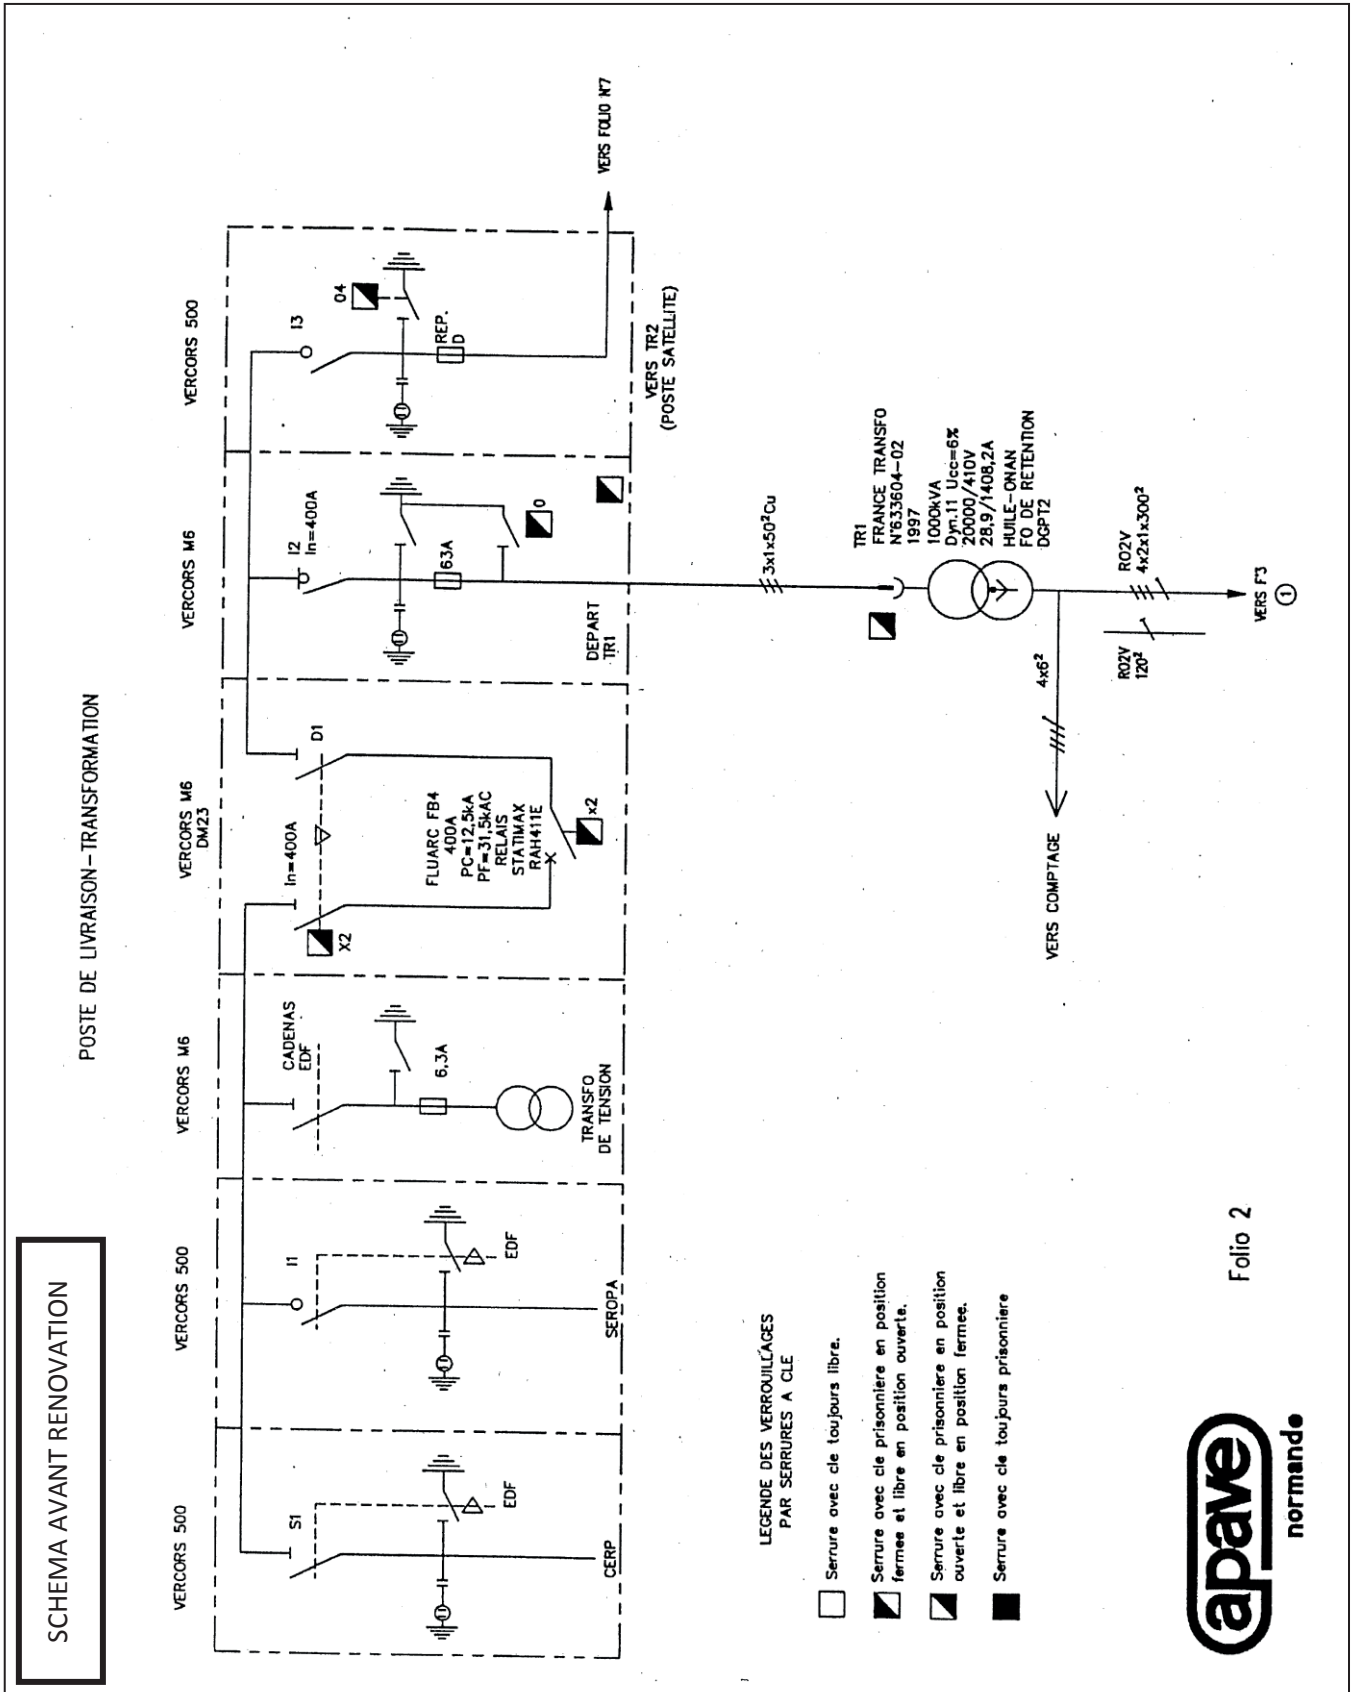 SCHEMA AVANT RENOVATION
POSTE DE LIVRAISON-TRANSFORMATION
VERCORS 500
S1
EDF
CERP
VERCORS 500
I1
EDF
SEROPA
VERCORS M6
CADENAS
EDF
6,3A
TRANSFO
DE TENSION
VERCORS M6
DM23
In=400A
D1
X2
FLUARC FB4
400A
PC=12,5kA
PF=31,5kAC
RELAIS
STATIMAX
RAH411E
x2
VERCORS M6
I2
In=400A
63A
O
DEPART
TR1
VERCORS 500
I3
O4
REP.
D
VERS TR2
(POSTE SATELLITE)
VERS FOLIO N°7
3x1x50²Cu
TR1
FRANCE TRANSFO
N°633604-02
1997
1000kVA
Dyn.11 Ucc=6%
20000/410V
28,9/1408,2A
HUILE-ONAN
FO DE RETENTION
DGPT2
4x6²
VERS COMPTAGE
RO2V
120²
RO2V
4x2x1x300²
VERS F°3
1
LEGENDE DES VERROUILLAGES
PAR SERRURES A CLE
Serrure avec cle toujours libre.
Serrure avec cle prisonniere en position
fermee et libre en position ouverte.
Serrure avec cle prisonniere en position
ouverte et libre en position fermee.
Serrure avec cle toujours prisonniere
apave
normande
Folio 2